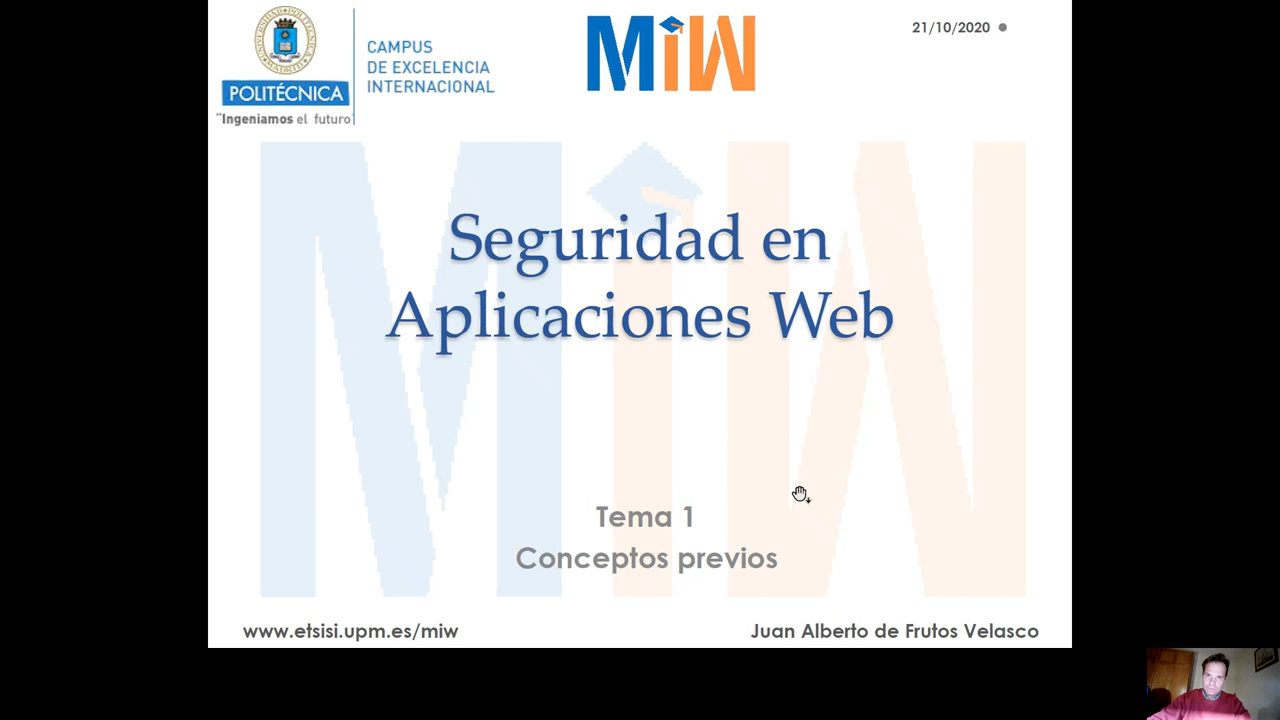 POLITÉCNICA
"Ingeniamos el futuro"
CAMPUS
DE EXCELENCIA
INTERNACIONAL
MiW
21/10/2020
Seguridad en
Aplicaciones Web
Tema 1
Conceptos previos
www.etsisi.upm.es/miw
Juan Alberto de Frutos Velasco